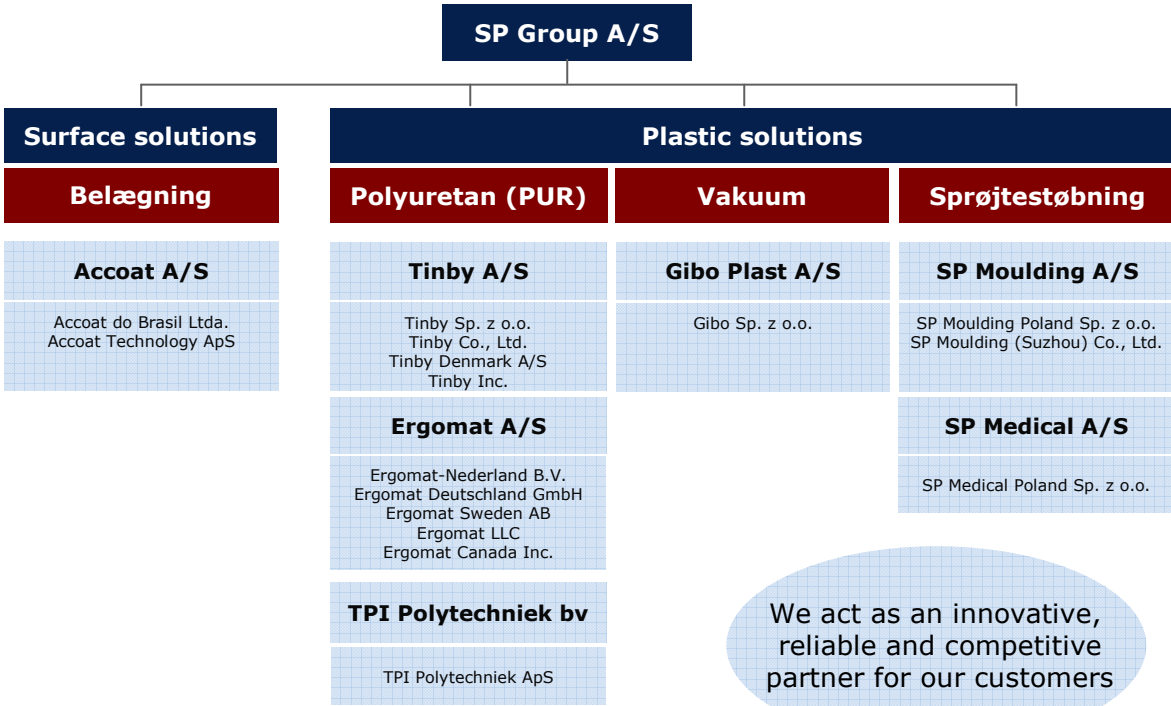 SP Group A/S
Surface solutions
Plastic solutions
Belægning
Polyuretan (PUR)
Vakuum
Sprøjtestøbning
Accoat A/S
Accoat do Brasil Ltda.
Accoat Technology ApS
Tinby A/S
Tinby Sp. z o.o.
Tinby Co., Ltd.
Tinby Denmark A/S
Tinby Inc.
Ergomat A/S
Ergomat-Nederland B.V.
Ergomat Deutschland GmbH
Ergomat Sweden AB
Ergomat LLC
Ergomat Canada Inc.
TPI Polytechniek bv
TPI Polytechniek ApS
Gibo Plast A/S
Gibo Sp. z o.o.
SP Moulding A/S
SP Moulding Poland Sp. z o.o.
SP Moulding (Suzhou) Co., Ltd.
SP Medical A/S
SP Medical Poland Sp. z o.o.
We act as an innovative,
reliable and competitive
partner for our customers